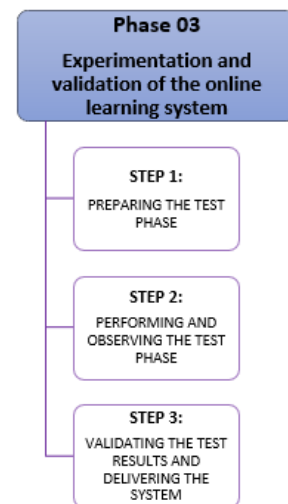 Phase 03
Experimentation and
validation of the online
learning system
STEP 1:
PREPARING THE TEST
PHASE
STEP 2:
PERFORMING AND
OBSERVING THE TEST
PHASE
STEP 3:
VALIDATING THE TEST
RESULTS AND
DELIVERING THE
SYSTEM